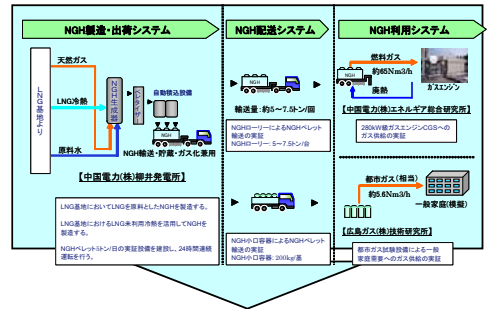 NGH製造・出荷システム
NGH配送システム
NGH利用システム
LNG基地より
天然ガス
LNG冷熱
原料水
NGH生成器
ペレタイザー
自動積込設備
NGH輸送・貯蔵・ガス化兼用
【中国電力(株)柳井発電所】
LNG基地においてLNGを原料としたNGHを製造する。
LNG基地におけるLNG未利用冷熱を活用してNGHを
製造する。
NGHペレット5トン/日の実証設備を建設し、24時間連続
運転を行う。
輸送量：約5～7.5トン/回
NGHローリーによるNGHペレット
輸送の実証
NGHローリー：5～7.5トン/台
NGH小口容器によるNGHペレット
輸送の実証
NGH小口容器：200kg/基
燃料ガス
約65Nm3/h
廃熱
ガスエンジン
【中国電力(株)エネルギア総合研究所】
280kW級ガスエンジンCGSへの
ガス供給の実証
都市ガス（相当）
約5.6Nm3/h
一般家庭(模擬)
【広島ガス(株)技術研究所】
都市ガス試験設備による一般
家庭需要へのガス供給の実証